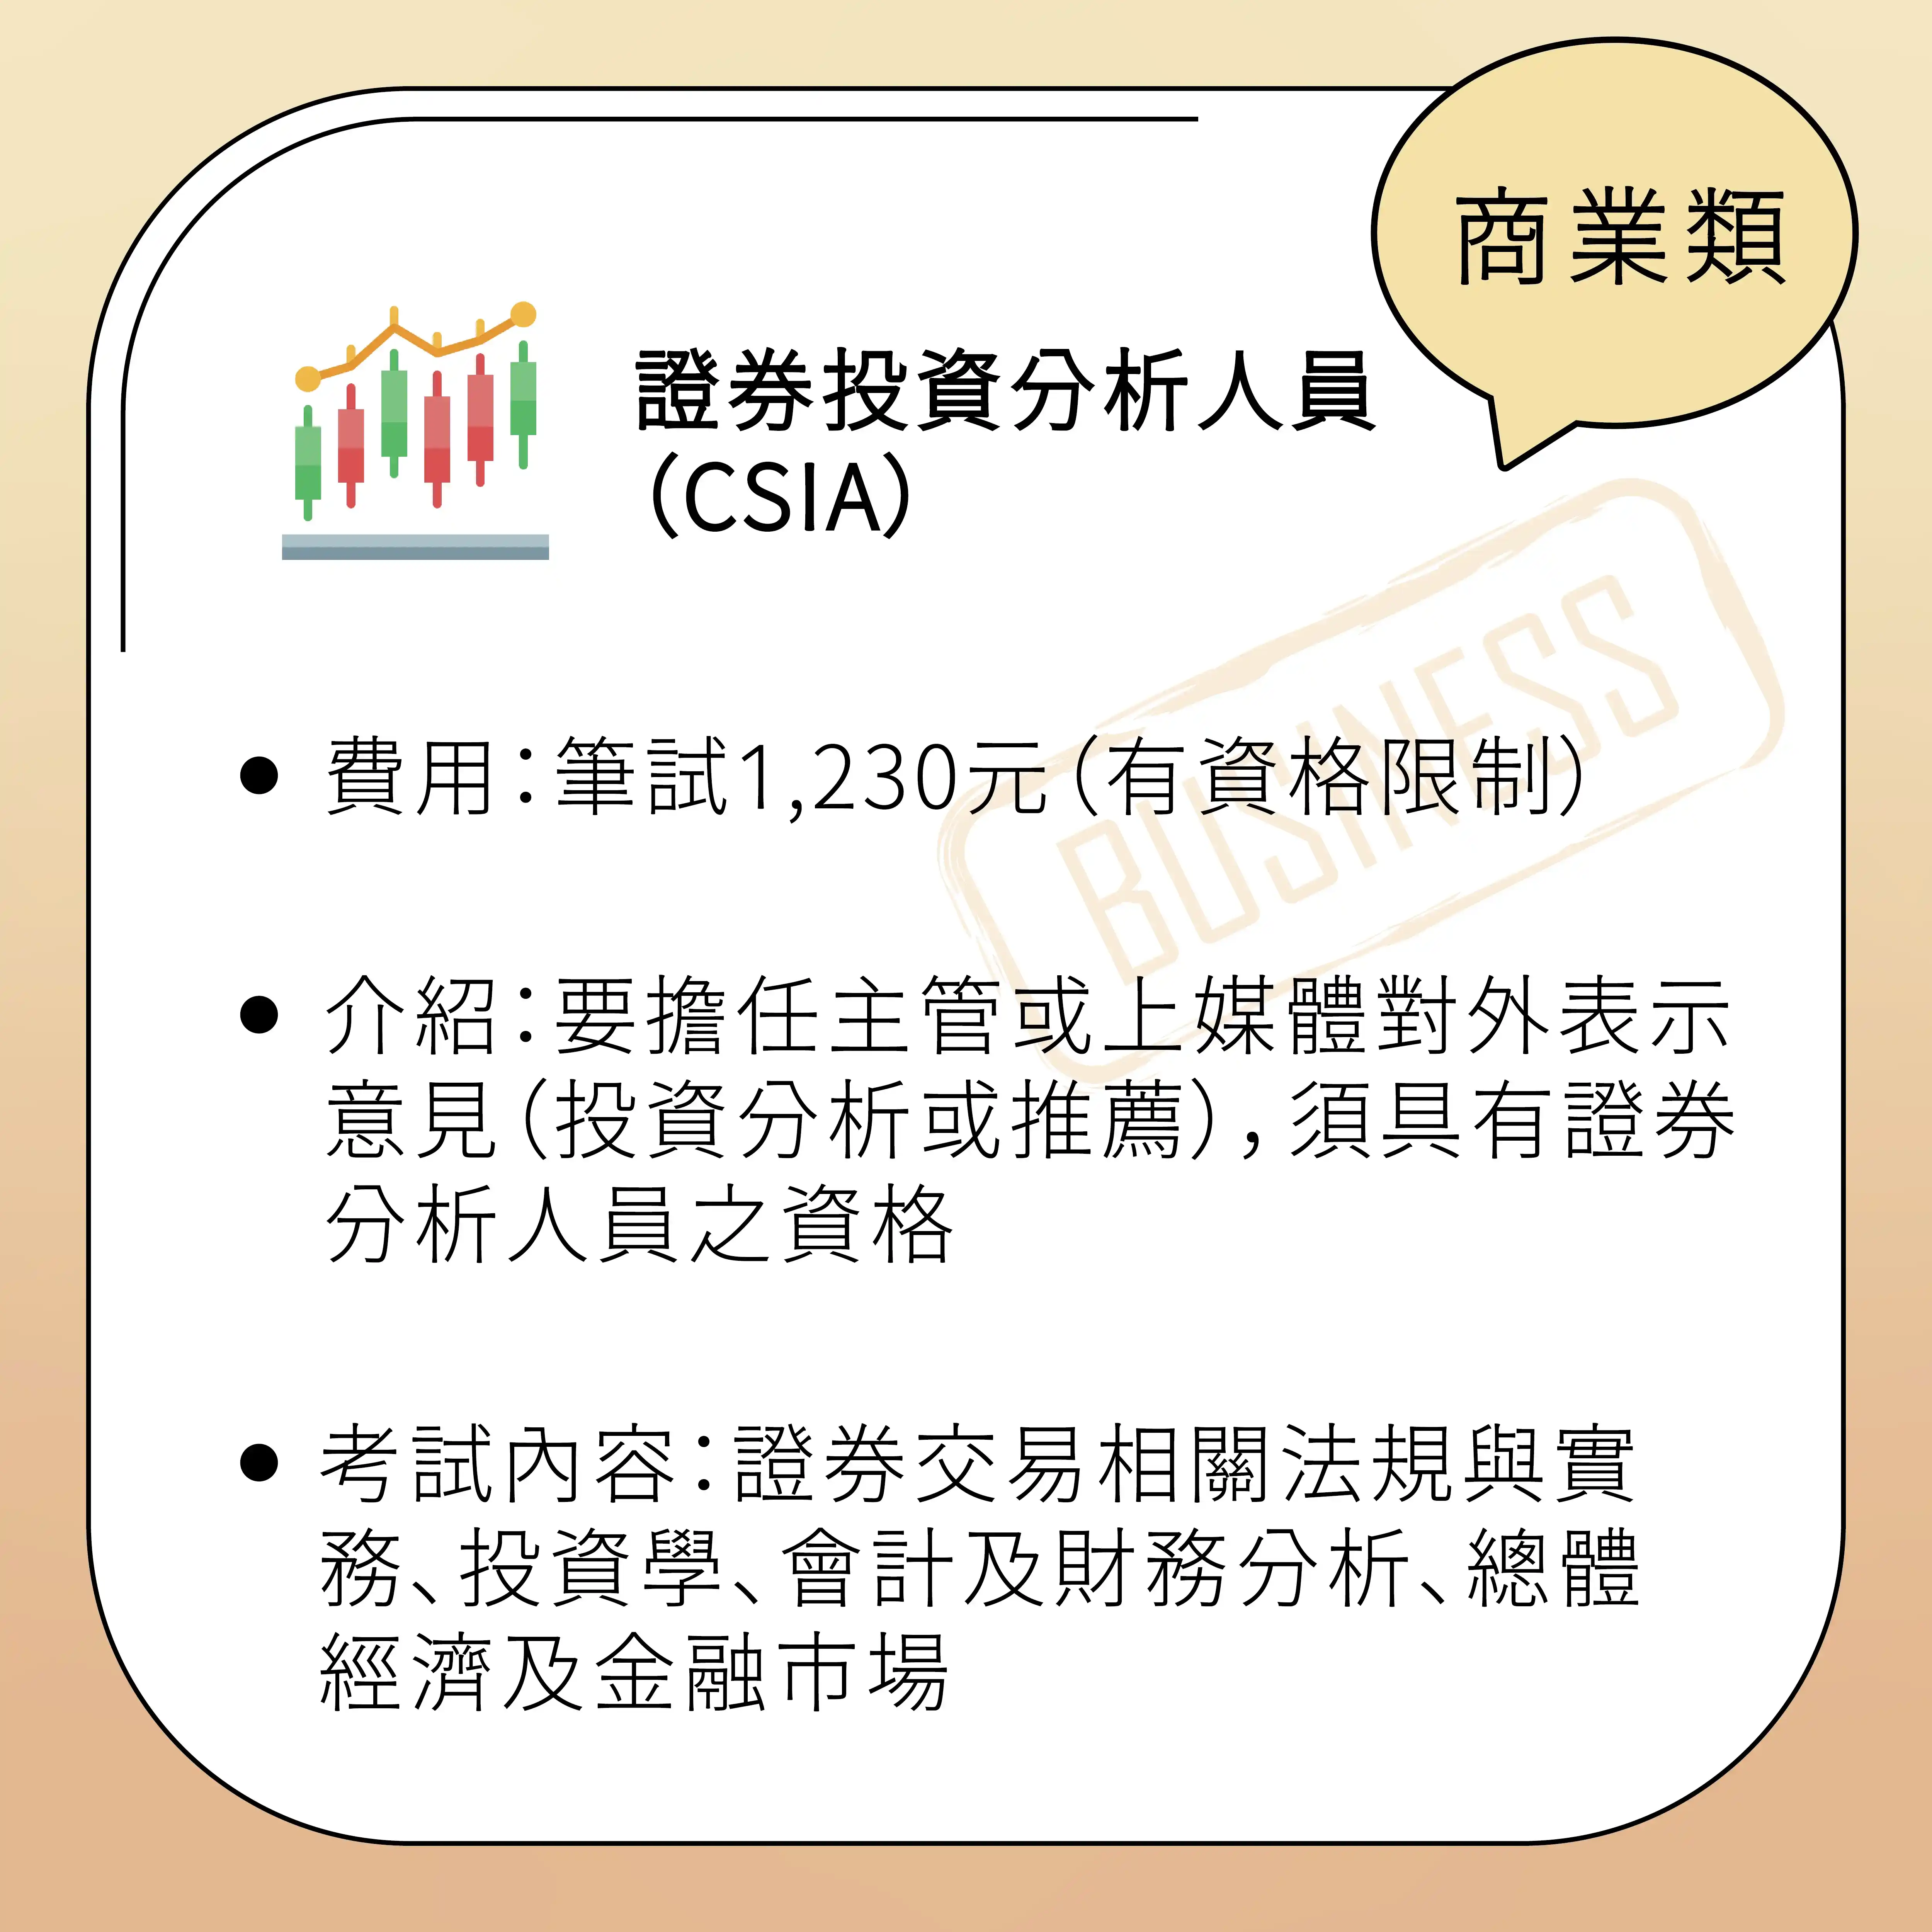 商業類
證券投資分析人員
（CSIA）
BUSINESS
• 費用：筆試1,230元（有資格限制）
• 介紹：要擔任主管或上媒體對外表示
意見（投資分析或推薦），須具有證券
分析人員之資格
• 考試內容：證券交易相關法規與實
務、投資學、會計及財務分析、總體
經濟及金融市場